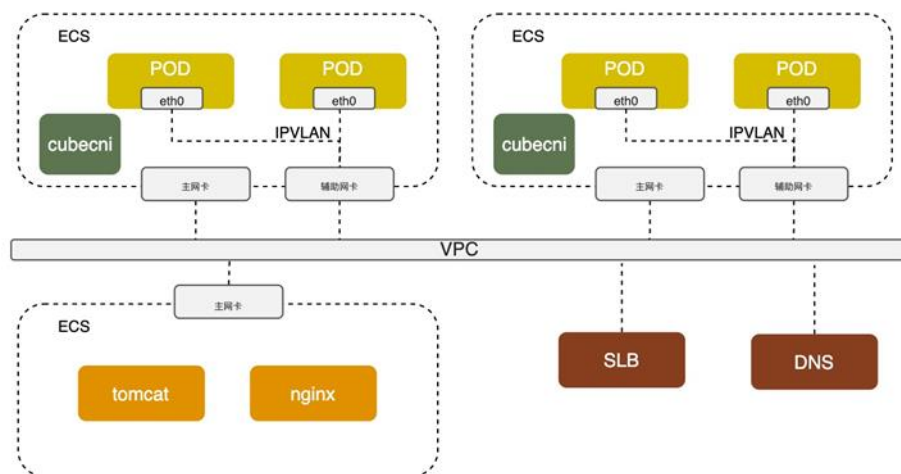 ECS
POD
POD
eth0
eth0
IPVLAN
cubecni
主网卡
辅助网卡
ECS
POD
POD
eth0
eth0
IPVLAN
cubecni
主网卡
辅助网卡
VPC
主网卡
ECS
tomcat
nginx
SLB
DNS